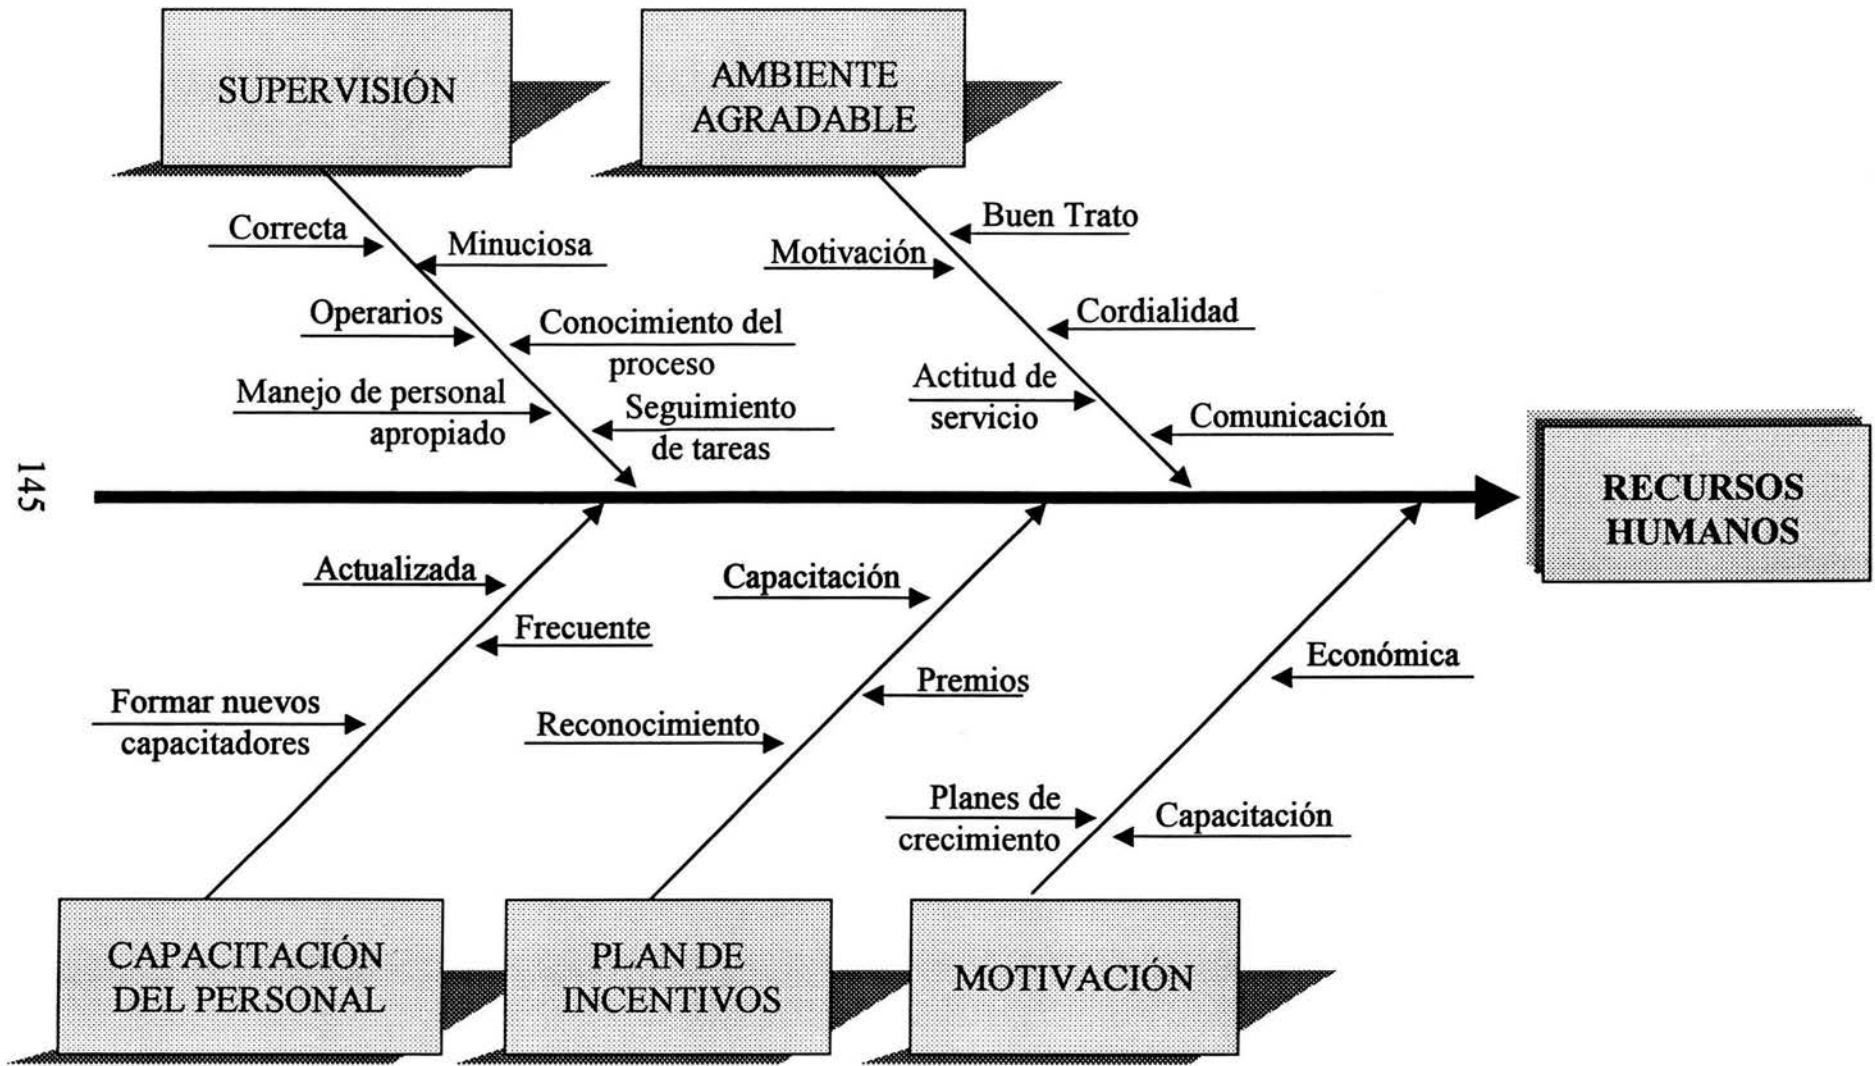 SUPERVISIÓN
AMBIENTE
AGRADABLE
Correcta
Minuciosa
Operarios
Conocimiento del
proceso
Manejo de personal
apropiado
Seguimiento
de tareas
Buen Trato
Motivación
Cordialidad
Actitud de
servicio
Comunicación
145
RECURSOS
HUMANOS
Actualizada
Frecuente
Formar nuevos
capacitadores
Capacitación
Premios
Reconocimiento
Económica
Planes de
crecimiento
Capacitación
CAPACITACIÓN
DEL PERSONAL
PLAN DE
INCENTIVOS
MOTIVACIÓN